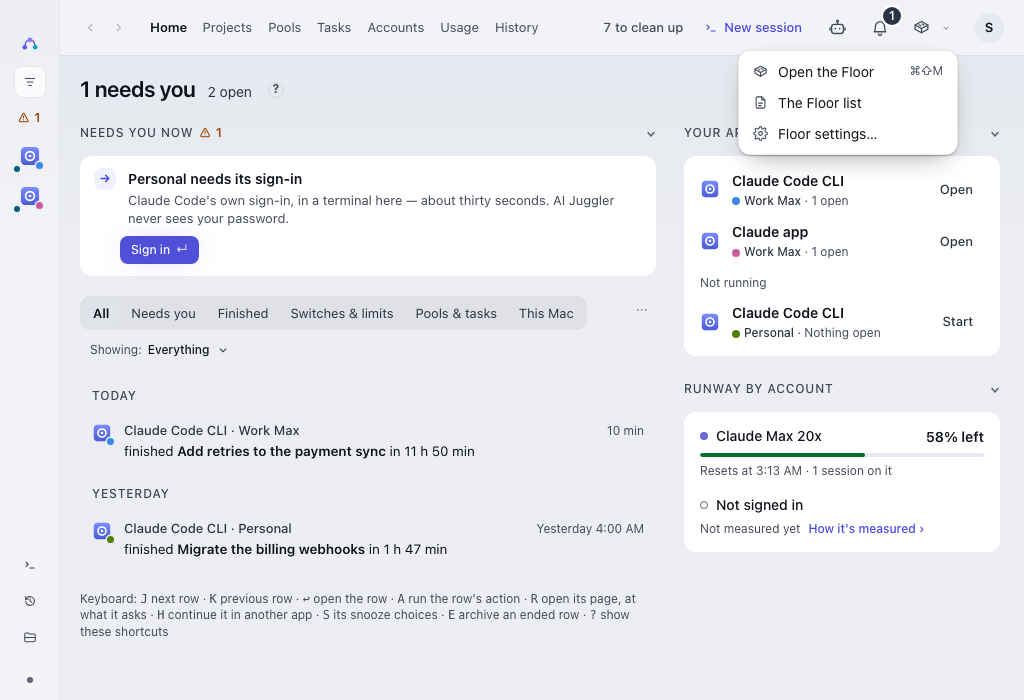 Home Projects Pools Tasks Accounts Usage History 7 to clean up New session 1 S
Open the Floor ⌘⇧M
The Floor list
Floor settings...
1
1 needs you 2 open ?
NEEDS YOU NOW 1
Personal needs its sign-in
Claude Code's own sign-in, in a terminal here — about thirty seconds. AI Juggler
never sees your password.
Sign in ↵
All Needs you Finished Switches & limits Pools & tasks This Mac ...
Showing: Everything
TODAY
Claude Code CLI · Work Max 10 min
finished Add retries to the payment sync in 11 h 50 min
YESTERDAY
Claude Code CLI · Personal Yesterday 4:00 AM
finished Migrate the billing webhooks in 1 h 47 min
Keyboard: J next row · K previous row · ↩ open the row · A run the row's action · R open its page, at
what it asks · H continue it in another app · S its snooze choices · E archive an ended row · ? show
these shortcuts
Claude Code CLI Open
Work Max · 1 open
Claude app Open
Work Max · 1 open
Not running
Claude Code CLI Start
Personal · Nothing open
RUNWAY BY ACCOUNT
Claude Max 20x 58% left
Resets at 3:13 AM · 1 session on it
Not signed in
Not measured yet How it's measured ›